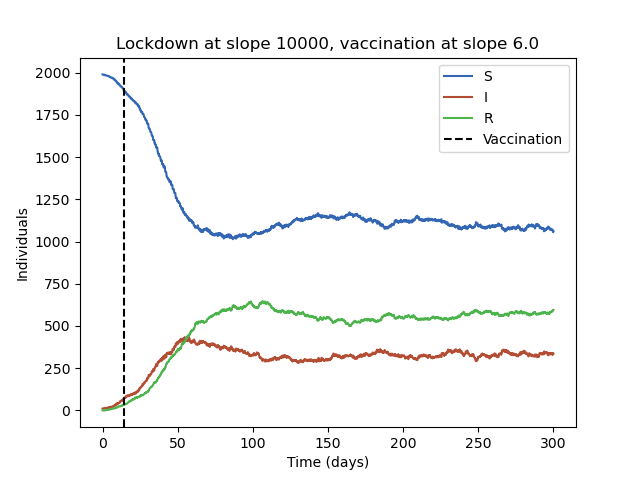 Lockdown at slope 10000, vaccination at slope 6.0
S
I
R
Vaccination
Individuals
2000
1750
1500
1250
1000
750
500
250
0
0 50 100 150 200 250 300
Time (days)